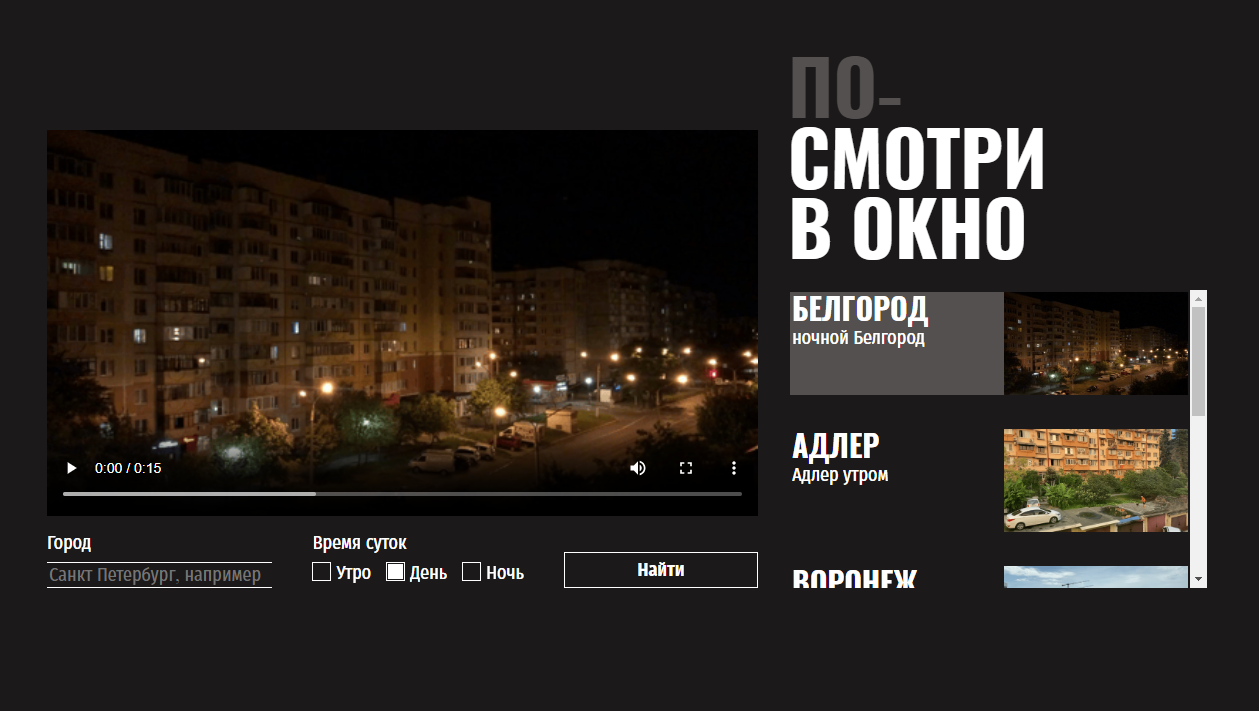 ПО-
СМОТРИ
В ОКНО
0:00 / 0:15
Город
Санкт Петербург, например
Время суток
Утро
День
Ночь
Найти
БЕЛГОРОД
ночной Белгород
АДЛЕР
Адлер утром
ВОРОНЕЖ